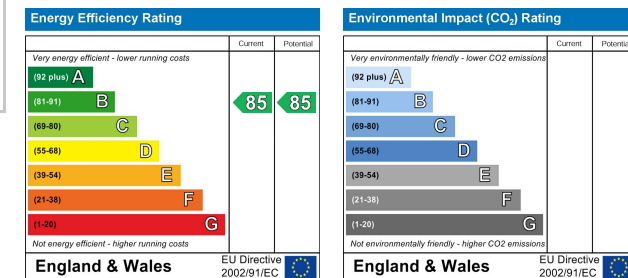 Energy Efficiency Rating
Current Potential
Very energy efficient - lower running costs
(92 plus) A
(81-91) B
85 85
(69-80) C
(55-68) D
(39-54) E
(21-38) F
(1-20) G
Not energy efficient - higher running costs
England & Wales
EU Directive
2002/91/EC
Environmental Impact (CO₂) Rating
Current Potential
Very environmentally friendly - lower CO2 emissions
(92 plus) A
(81-91) B
(69-80) C
(55-68) D
(39-54) E
(21-38) F
(1-20) G
Not environmentally friendly - higher CO2 emissions
England & Wales
EU Directive
2002/91/EC